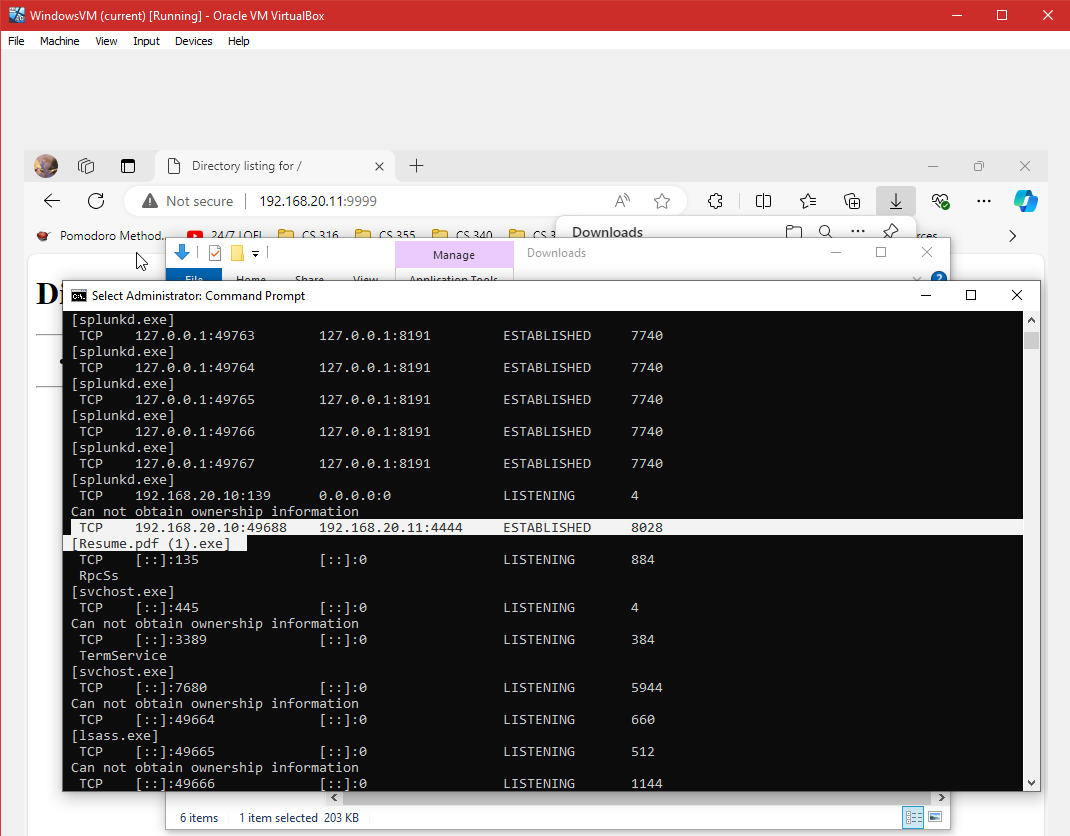 WindowsVM (current) [Running] - Oracle VM VirtualBox
File Machine View Input Devices Help
Directory listing for /
Not secure 192.168.20.11:9999
Pomodoro Method... 24/7 LOFI CS 316 CS 355 CS 340 CS 3
Downloads
Manage Downloads
File Home Share View Application Tools
Select Administrator: Command Prompt
[splunkd.exe]
TCP 127.0.0.1:49763 127.0.0.1:8191 ESTABLISHED 7740
[splunkd.exe]
TCP 127.0.0.1:49764 127.0.0.1:8191 ESTABLISHED 7740
[splunkd.exe]
TCP 127.0.0.1:49765 127.0.0.1:8191 ESTABLISHED 7740
[splunkd.exe]
TCP 127.0.0.1:49766 127.0.0.1:8191 ESTABLISHED 7740
[splunkd.exe]
TCP 127.0.0.1:49767 127.0.0.1:8191 ESTABLISHED 7740
[splunkd.exe]
TCP 192.168.20.10:139 0.0.0.0:0 LISTENING 4
Can not obtain ownership information
TCP 192.168.20.10:49688 192.168.20.11:4444 ESTABLISHED 8028
[Resume.pdf (1).exe]
TCP [::]:135 [::]:0 LISTENING 884
RpcSs
[svchost.exe]
TCP [::]:445 [::]:0 LISTENING 4
Can not obtain ownership information
TCP [::]:3389 [::]:0 LISTENING 384
TermService
[svchost.exe]
TCP [::]:7680 [::]:0 LISTENING 5944
Can not obtain ownership information
TCP [::]:49664 [::]:0 LISTENING 660
[lsass.exe]
TCP [::]:49665 [::]:0 LISTENING 512
Can not obtain ownership information
TCP [::]:49666 [::]:0 LISTENING 1144
6 items 1 item selected 203 KB